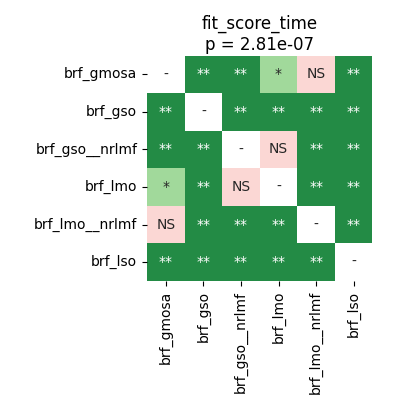 fit_score_time
p = 2.81e-07
brf_gmosa - ** ** * NS **
brf_gso ** - ** ** ** **
brf_gso__nrlmf ** ** - NS ** **
brf_lmo * ** NS - ** **
brf_lmo__nrlmf NS ** ** ** - **
brf_lso ** ** ** ** ** -
brf_gmosa
brf_gso
brf_gso__nrlmf
brf_lmo
brf_lmo__nrlmf
brf_lso